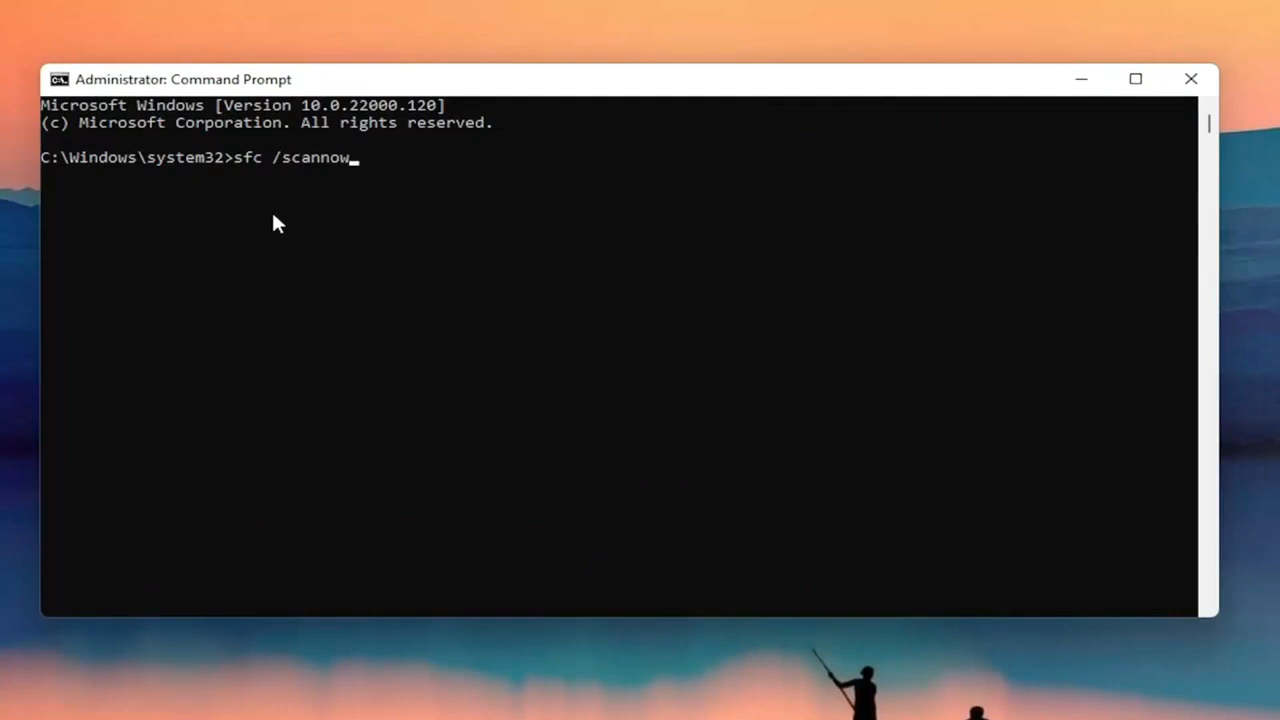 Administrator: Command Prompt
Microsoft Windows [Version 10.0.22000.120]
(c) Microsoft Corporation. All rights reserved.
C:\Windows\system32>sfc /scannow